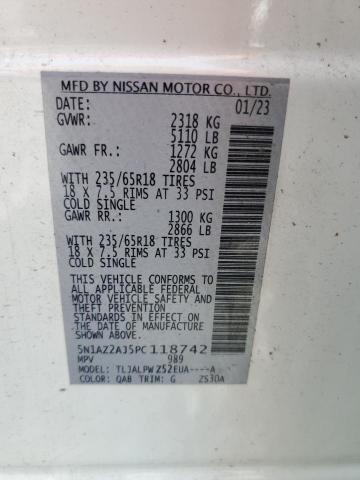 MFD BY NISSAN MOTOR CO., LTD.
DATE: 01/23
GVWR: 2318 KG
5110 LB
GAWR FR.: 1272 KG
2804 LB
WITH 235/65R18 TIRES
18 X 7.5 RIMS AT 33 PSI
COLD SINGLE
GAWR RR.: 1300 KG
2866 LB
WITH 235/65R18 TIRES
18 X 7.5 RIMS AT 33 PSI
COLD SINGLE
THIS VEHICLE CONFORMS TO
ALL APPLICABLE FEDERAL
MOTOR VEHICLE SAFETY
AND THEFT PREVENTION
STANDARDS IN EFFECT ON
THE DATE OF MANUFACTURE
SHOWN ABOVE.
5N1AZ2AJ5PC118742
MPV 989
MODEL: TLJALPWZ52EUA----A
COLOR: QAB TRIM: G Z530A